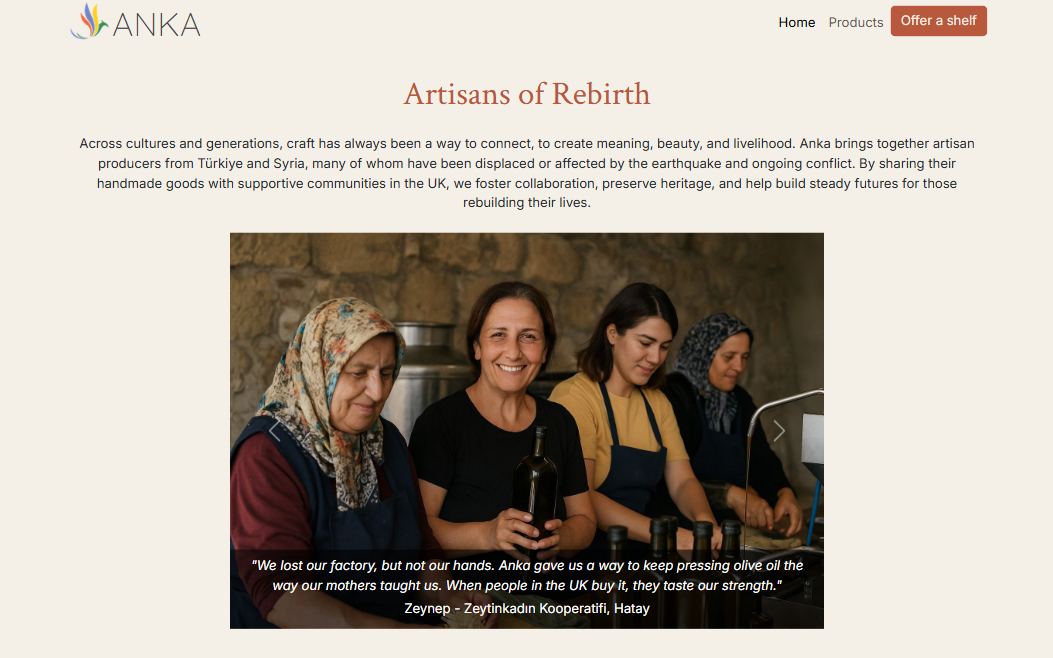 ANKA
Home Products Offer a shelf
Artisans of Rebirth
Across cultures and generations, craft has always been a way to connect, to create meaning, beauty, and livelihood. Anka brings together artisan
producers from Türkiye and Syria, many of whom have been displaced or affected by the earthquake and ongoing conflict. By sharing their
handmade goods with supportive communities in the UK, we foster collaboration, preserve heritage, and help build steady futures for those
rebuilding their lives.
"We lost our factory, but not our hands. Anka gave us a way to keep pressing olive oil the
way our mothers taught us. When people in the UK buy it, they taste our strength."
Zeynep - Zeytinkadın Kooperatifi, Hatay